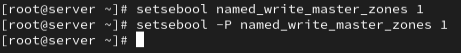 [root@server ~]# setsebool named_write_master_zones 1
[root@server ~]# setsebool -P named_write_master_zones 1
[root@server ~]#